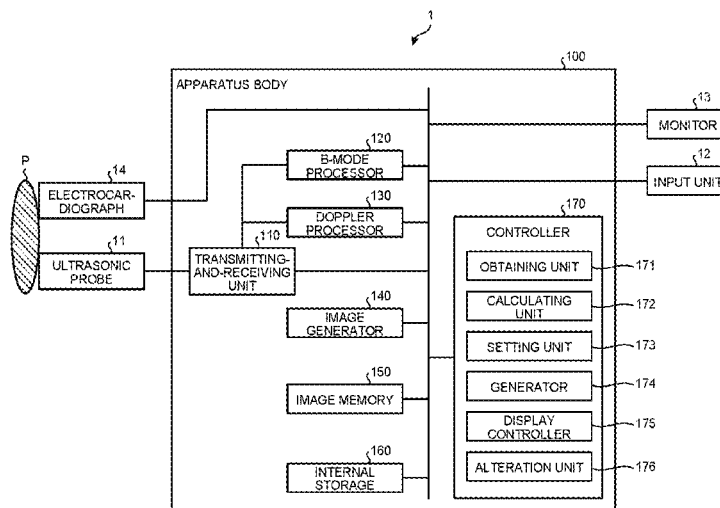 1
100
APPARATUS BODY
13
MONITOR
120
B-MODE
PROCESSOR
12
INPUT UNIT
P
14
ELECTROCAR-
DIOGRAPH
130
DOPPLER
PROCESSOR
170
CONTROLLER
11
ULTRASONIC
PROBE
110
TRANSMITTING-
AND-RECEIVING
UNIT
OBTAINING UNIT
171
140
IMAGE
GENERATOR
CALCULATING
UNIT
172
SETTING UNIT
173
150
IMAGE MEMORY
GENERATOR
174
DISPLAY
CONTROLLER
175
160
INTERNAL
STORAGE
ALTERATION UNIT
176